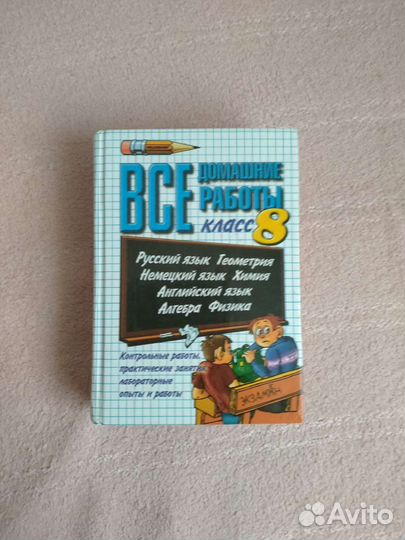 ВСЕ ДОМАШНИЕ
РАБОТЫ
класс 8
Русский язык Геометрия
Немецкий язык Химия
Английский язык
Алгебра Физика
Контрольные работы,
практические занятия,
лабораторные
опыты и работы
ЭКЗАМЕН
Avito